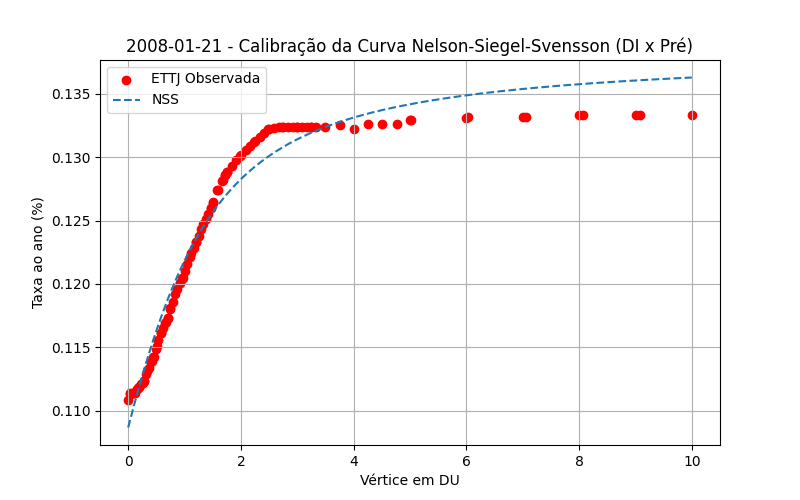 2008-01-21 - Calibração da Curva Nelson-Siegel-Svensson (DI x Pré)
ETTJ Observada
NSS
Taxa ao ano (%)
0.135
0.130
0.125
0.120
0.115
0.110
0 2 4 6 8 10
Vértice em DU